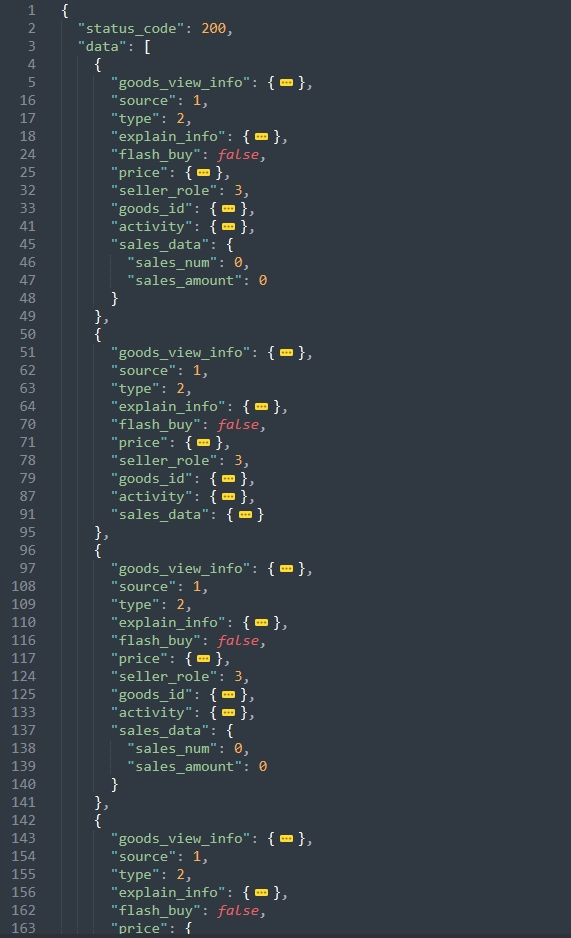 1 {
2 "status_code": 200,
3 "data": [
4 {
5 "goods_view_info": { ••• },
16 "source": 1,
17 "type": 2,
18 "explain_info": { ••• },
24 "flash_buy": false,
25 "price": { ••• },
32 "seller_role": 3,
33 "goods_id": { ••• },
41 "activity": { ••• },
45 "sales_data": {
46 "sales_num": 0,
47 "sales_amount": 0
48 }
49 },
50 {
51 "goods_view_info": { ••• },
62 "source": 1,
63 "type": 2,
64 "explain_info": { ••• },
70 "flash_buy": false,
71 "price": { ••• },
78 "seller_role": 3,
79 "goods_id": { ••• },
87 "activity": { ••• },
91 "sales_data": { ••• }
95 },
96 {
97 "goods_view_info": { ••• },
108 "source": 1,
109 "type": 2,
110 "explain_info": { ••• },
116 "flash_buy": false,
117 "price": { ••• },
124 "seller_role": 3,
125 "goods_id": { ••• },
133 "activity": { ••• },
137 "sales_data": {
138 "sales_num": 0,
139 "sales_amount": 0
140 }
141 },
142 {
143 "goods_view_info": { ••• },
154 "source": 1,
155 "type": 2,
156 "explain_info": { ••• },
162 "flash_buy": false,
163 "price": {